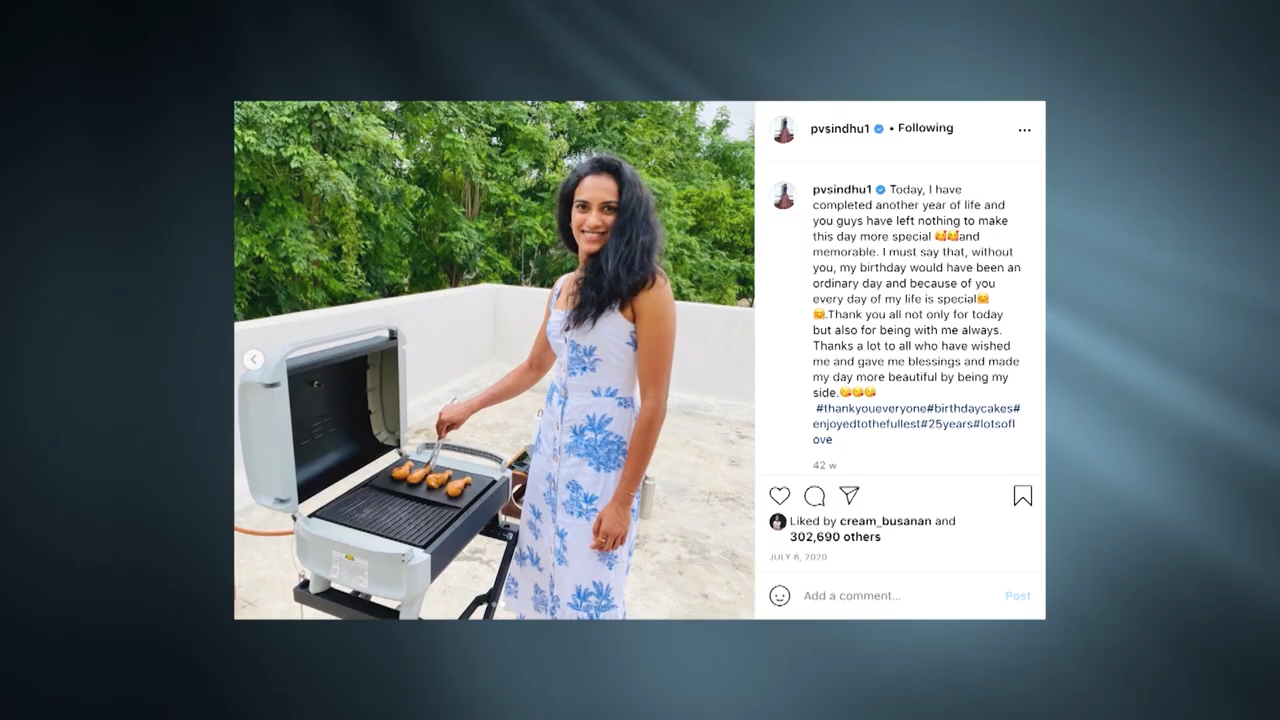 pvsindhu1 • Following
pvsindhu1 Today, I have
completed another year of life and
you guys have left nothing to make
this day more special 🥰🥰and
memorable. I must say that, without
you, my birthday would have been an
ordinary day and because of you
every day of my life is special🤗
🤗.Thank you all not only for today
but also for being with me always.
Thanks a lot to all who have wished
me and gave me blessings and made
my day more beautiful by being my
side.😘😘😘
#thankyoueveryone#birthdaycakes#
enjoyedtothefullest#25years#lotsofl
ove
42 w
Liked by cream_busanan and
302,690 others
JULY 6, 2020
Add a comment... Post